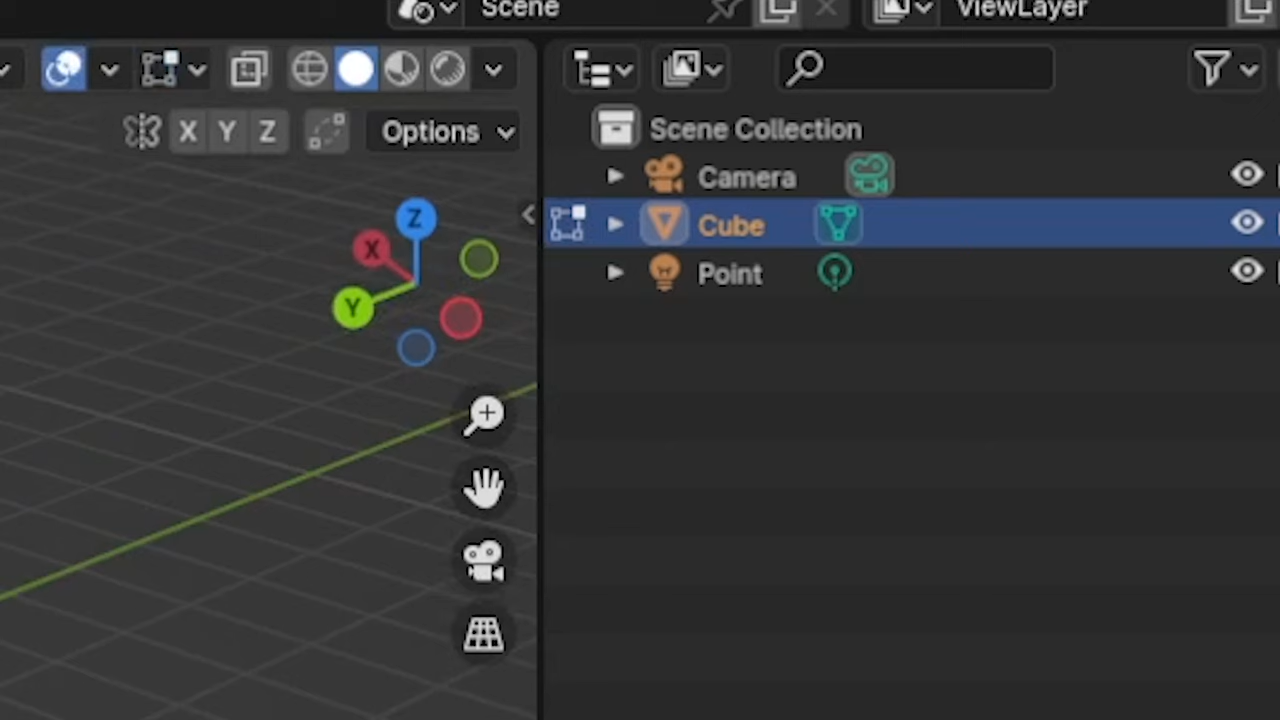 Scene
ViewLayer
X Y Z
Options
Scene Collection
Camera
Cube
Point
Z
X
Y